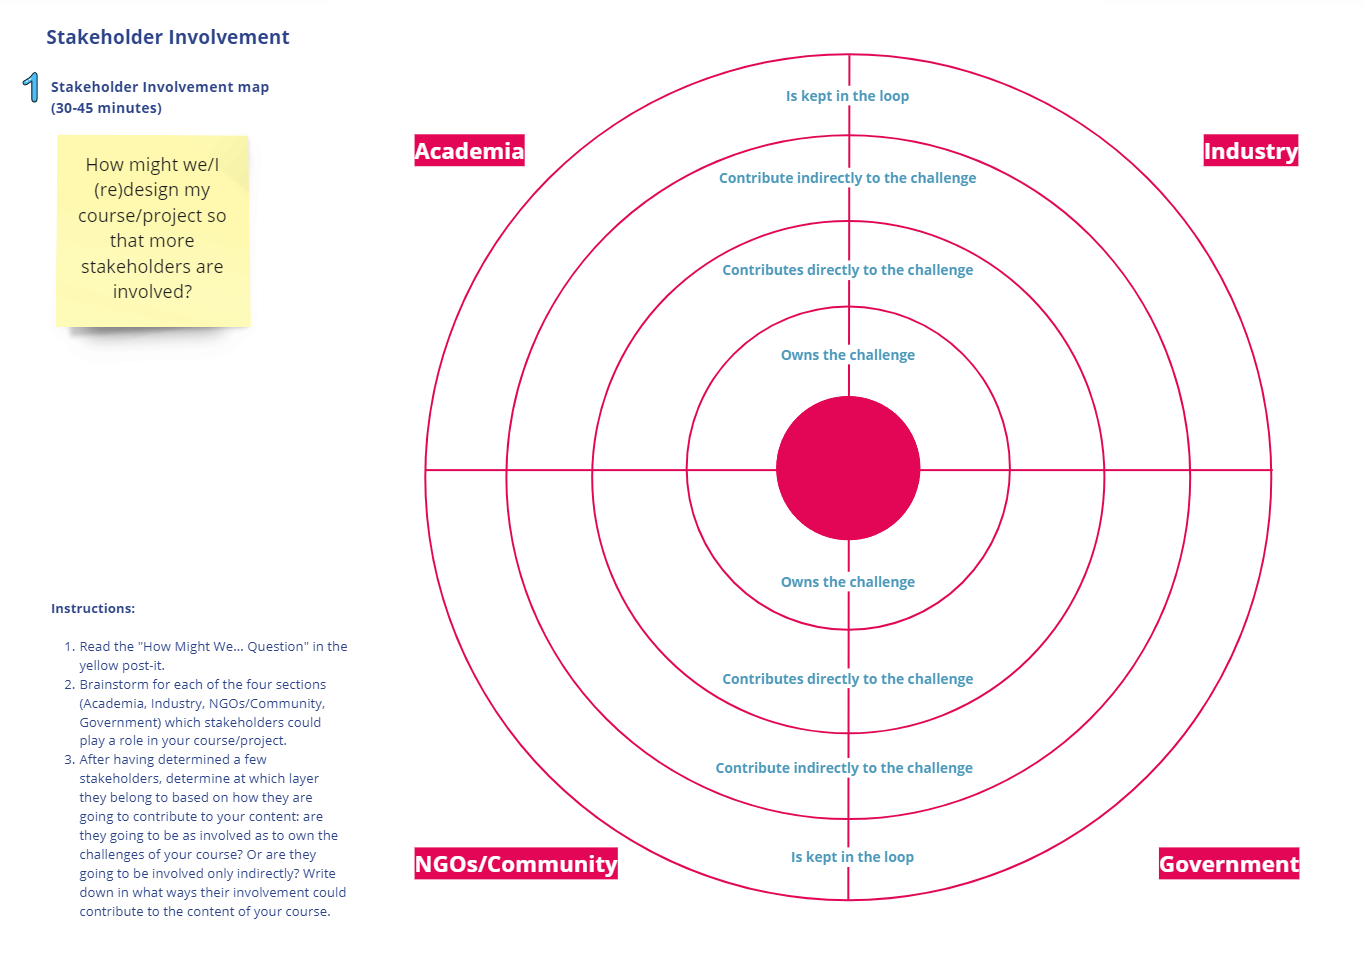 Stakeholder Involvement
1
Stakeholder Involvement map
(30-45 minutes)
How might we/I
(re)design my
course/project so
that more
stakeholders are
involved?
Instructions:
1. Read the "How Might We... Question" in the
yellow post-it.
2. Brainstorm for each of the four sections
(Academia, Industry, NGOs/Community,
Government) which stakeholders could
play a role in your course/project.
3. After having determined a few
stakeholders, determine at which layer
they belong to based on how they are
going to contribute to your content: are
they going to be as involved as to own the
challenges of your course? Or are they
going to be involved only indirectly? Write
down in what ways their involvement could
contribute to the content of your course.
Is kept in the loop
Academia
Industry
Contribute indirectly to the challenge
Contributes directly to the challenge
Owns the challenge
Owns the challenge
Contributes directly to the challenge
Contribute indirectly to the challenge
Is kept in the loop
NGOs/Community
Government